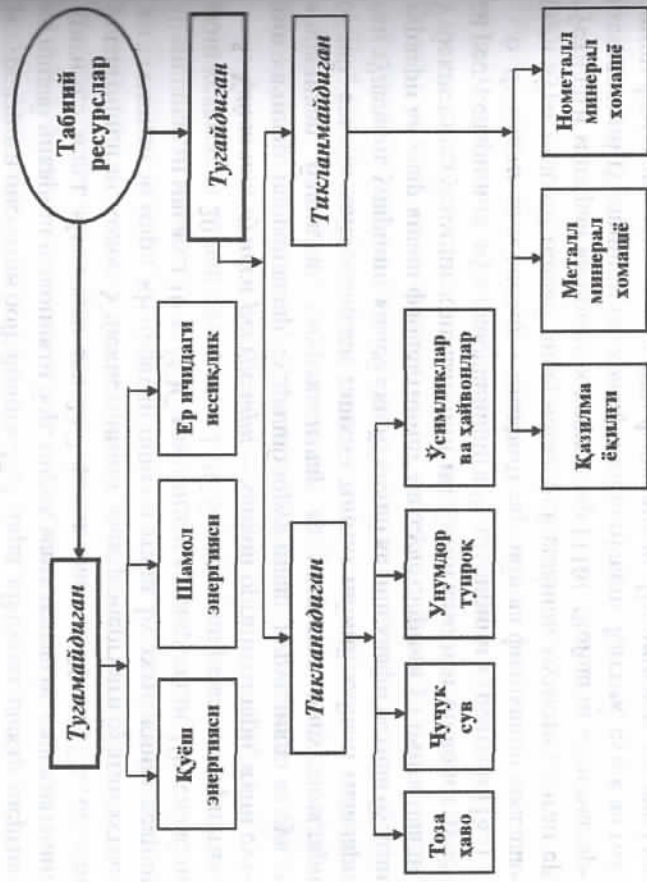 Табиий
ресурслар
Тугамайдиган
Тугайдиган
Қуёш
энергияси
Шамол
энергияси
Ер ичидаги
иссиқлик
Тикланадиган
Тикланмайдиган
Тоза
ҳаво
Чучук
сув
Унумдор
тупроқ
Ўсимликлар
ва ҳайвонлар
Қазилма
ёқилғи
Металл
минерал
хомашё
Нометалл
минерал
хомашё